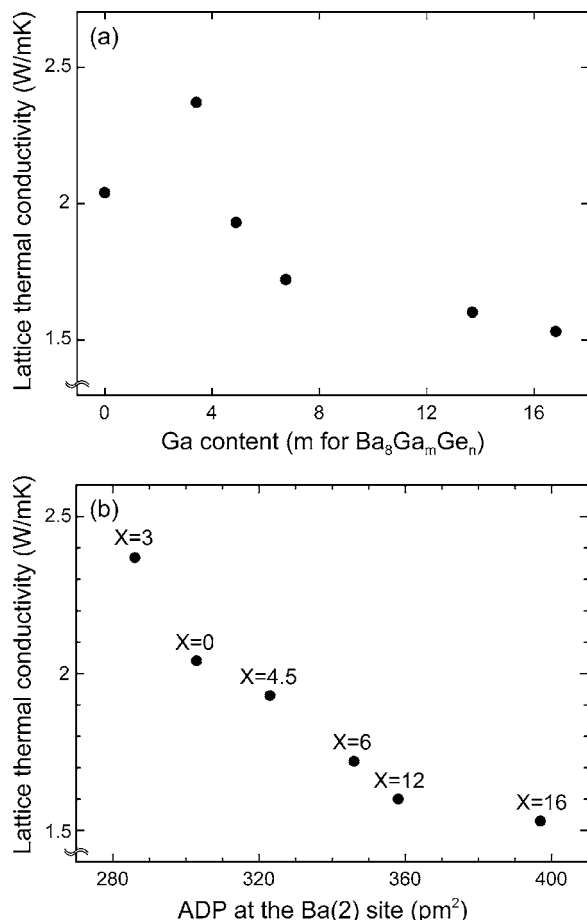 (a)
Lattice thermal conductivity (W/mK)
2.5
2
1.5
0 4 8 12 16
Ga content (m for Ba₈GaₘGeₙ)
(b)
Lattice thermal conductivity (W/mK)
2.5
2
1.5
X=3
X=0
X=4.5
X=6
X=12
X=16
280 320 360 400
ADP at the Ba(2) site (pm²)